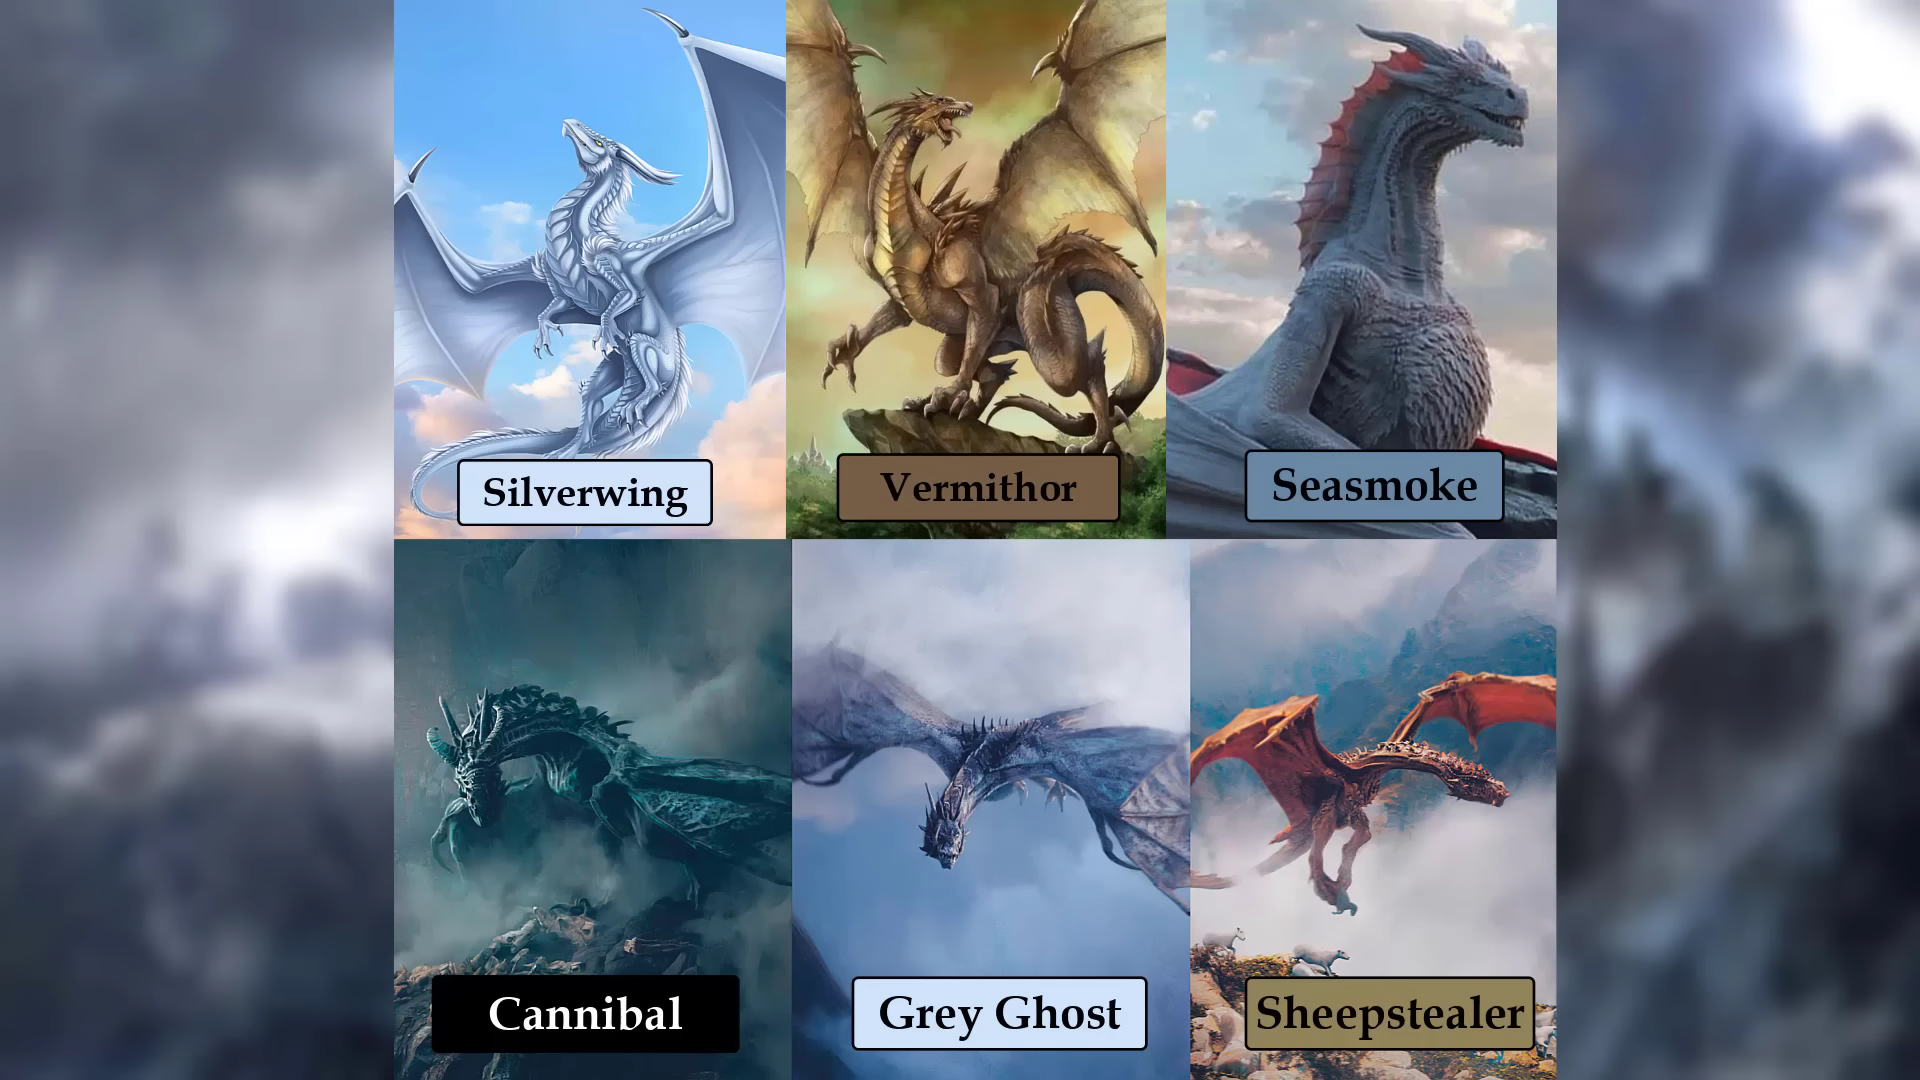 Silverwing
Vermithor
Seasmoke
Cannibal
Grey Ghost
Sheepstealer